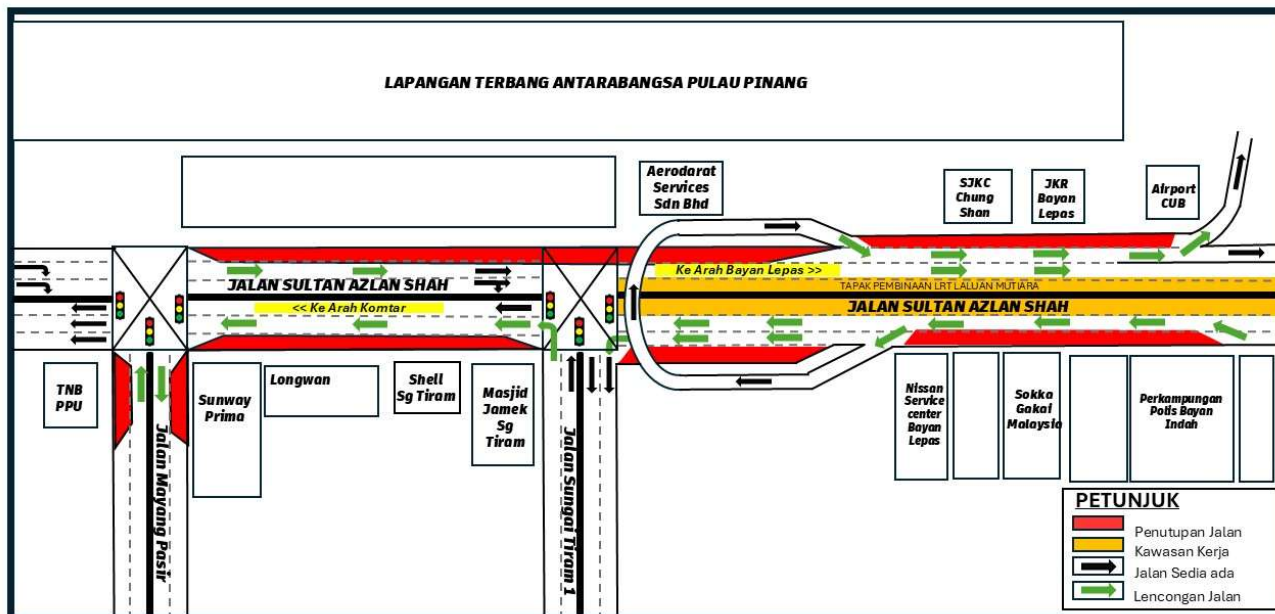 LAPANGAN TERBANG ANTARABANGSA PULAU PINANG
Aerodarat
Services
Sdn Bhd
SJKC
Chung
Shan
JKR
Bayan
Lepas
Airport
CUB
JALAN SULTAN AZLAN SHAH
<< Ke Arah Komtar
Ke Arah Bayan Lepas >>
TAPAK PEMBINAAN LRT LALUAN MUTIARA
JALAN SULTAN AZLAN SHAH
TNB
PPU
Jalan Mayang Pasir
Sunway
Prima
Longwan
Shell
Sg Tiram
Masjid
Jamek
Sg
Tiram
Jalan Sungai Tiram 1
Nissan
Service
center
Bayan
Lepas
Sokka
Gakai
Malaysia
Perkampungan
Polis Bayan
Indah
PETUNJUK
Penutupan Jalan
Kawasan Kerja
Jalan Sedia ada
Lencongan Jalan